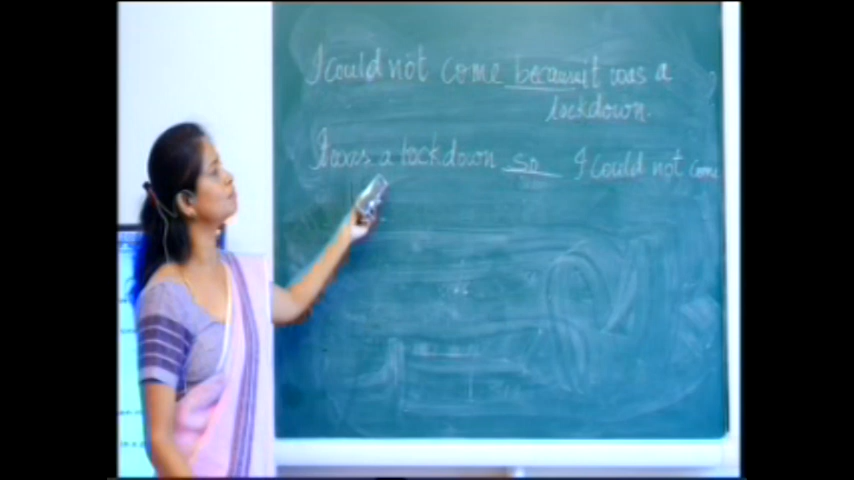 I could not come because it was a
lockdown.
It was a lockdown so I could not come